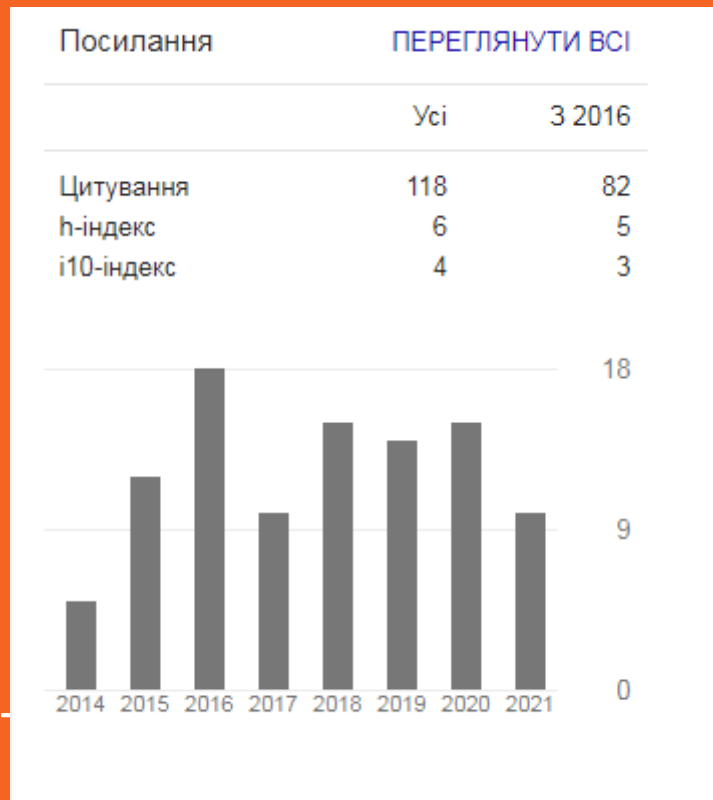 Посилання ПЕРЕГЛЯНУТИ ВСІ
Усі З 2016
Цитування 118 82
h-індекс 6 5
i10-індекс 4 3
18
9
0
2014 2015 2016 2017 2018 2019 2020 2021